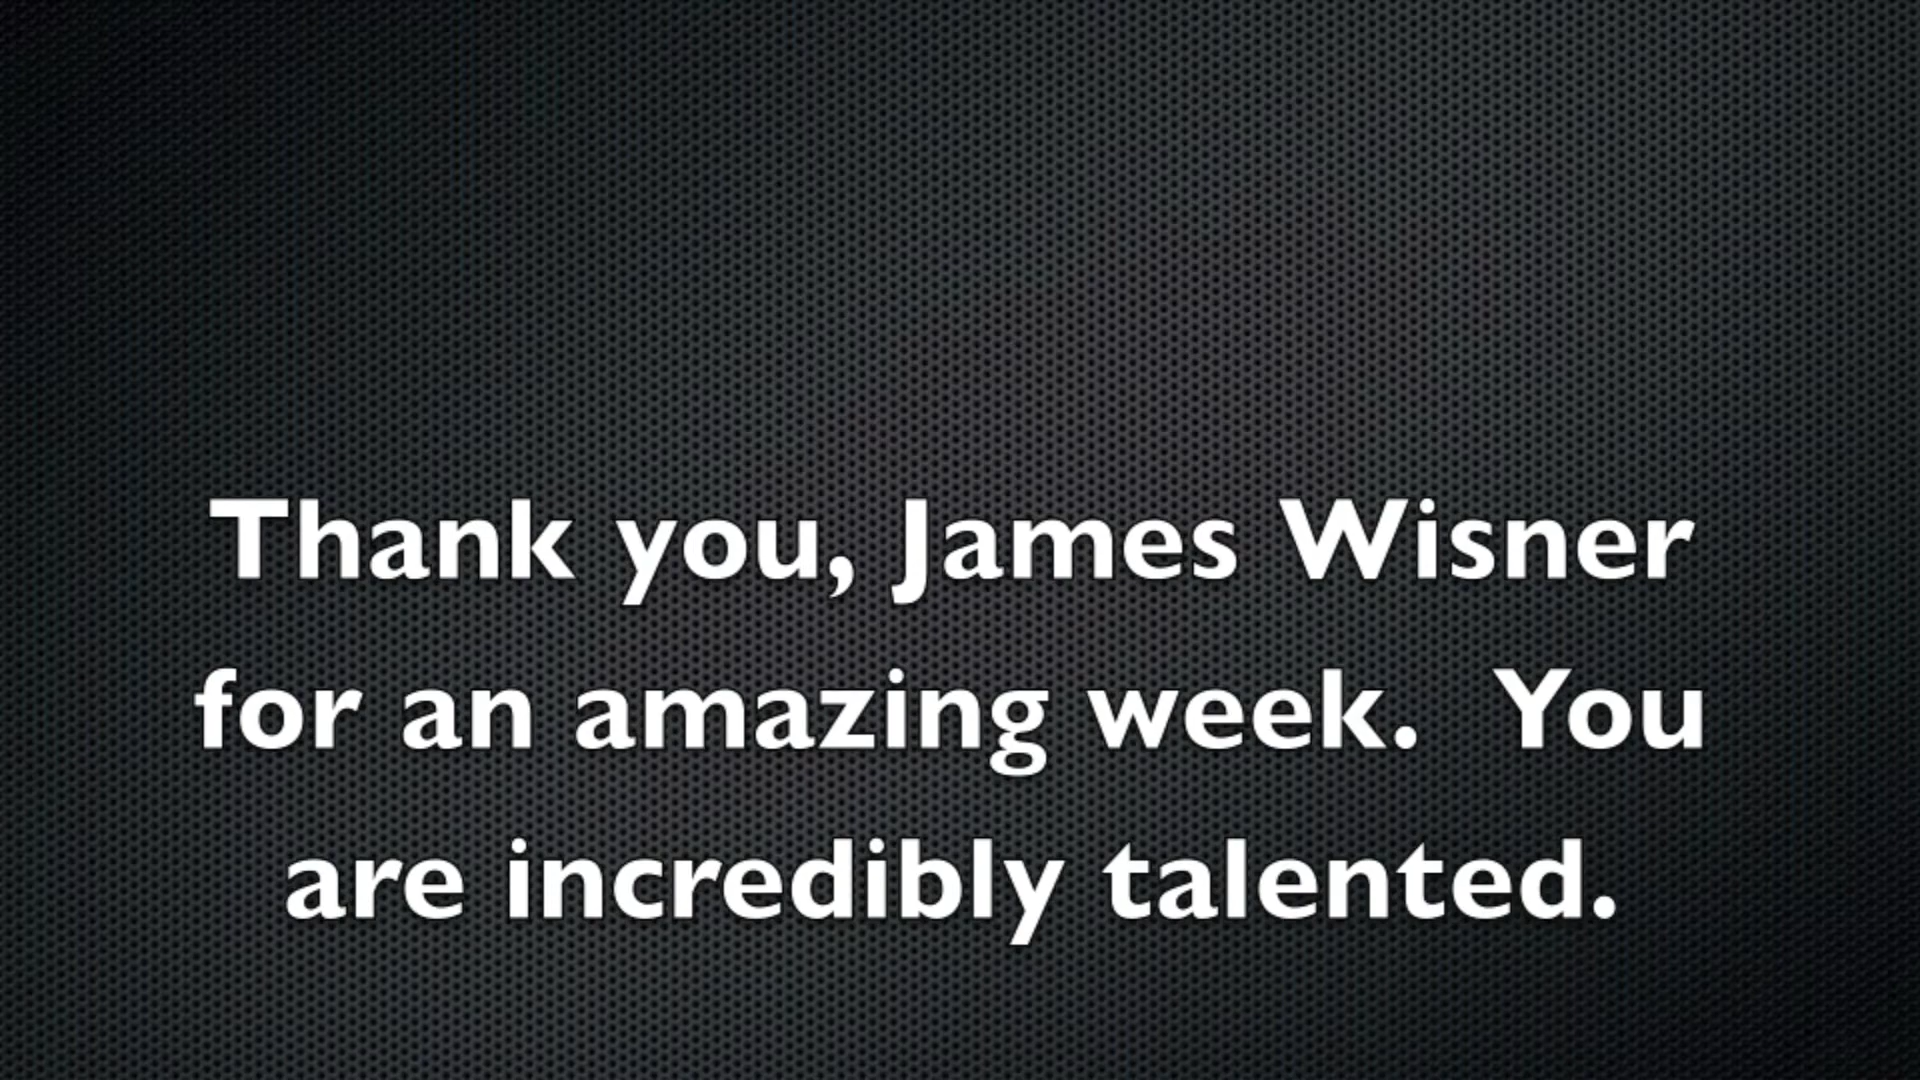 Thank you, James Wisner
for an amazing week.  You
are incredibly talented.